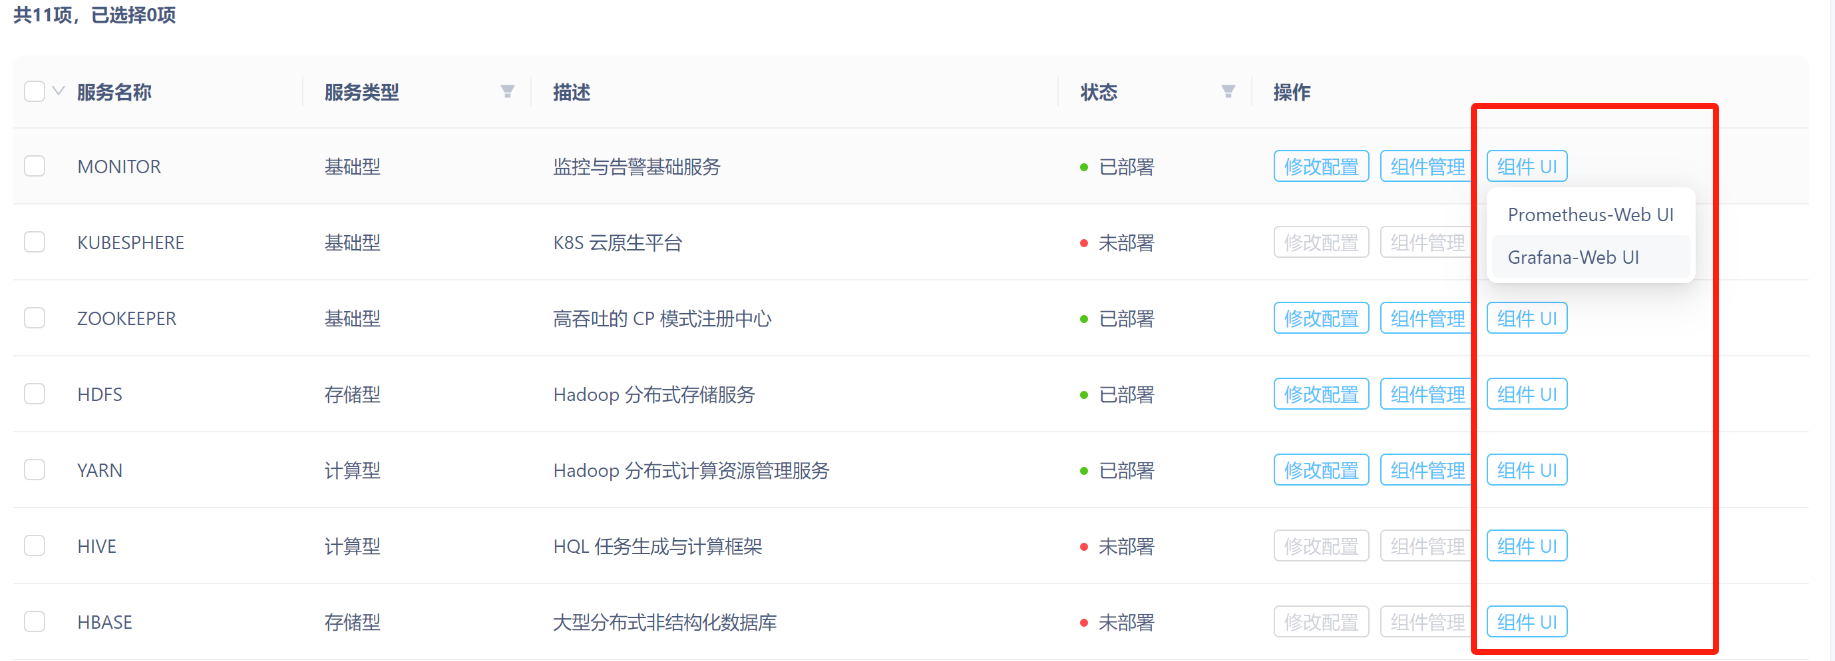 共11项，已选择0项
服务名称 服务类型 描述 状态 操作
MONITOR 基础型 监控与告警基础服务 已部署 修改配置 组件管理 组件 UI
Prometheus-Web UI
KUBESPHERE 基础型 K8S 云原生平台 未部署 修改配置 组件管理
Grafana-Web UI
ZOOKEEPER 基础型 高吞吐的 CP 模式注册中心 已部署 修改配置 组件管理 组件 UI
HDFS 存储型 Hadoop 分布式存储服务 已部署 修改配置 组件管理 组件 UI
YARN 计算型 Hadoop 分布式计算资源管理服务 已部署 修改配置 组件管理 组件 UI
HIVE 计算型 HQL 任务生成与计算框架 未部署 修改配置 组件管理 组件 UI
HBASE 存储型 大型分布式非结构化数据库 未部署 修改配置 组件管理 组件 UI